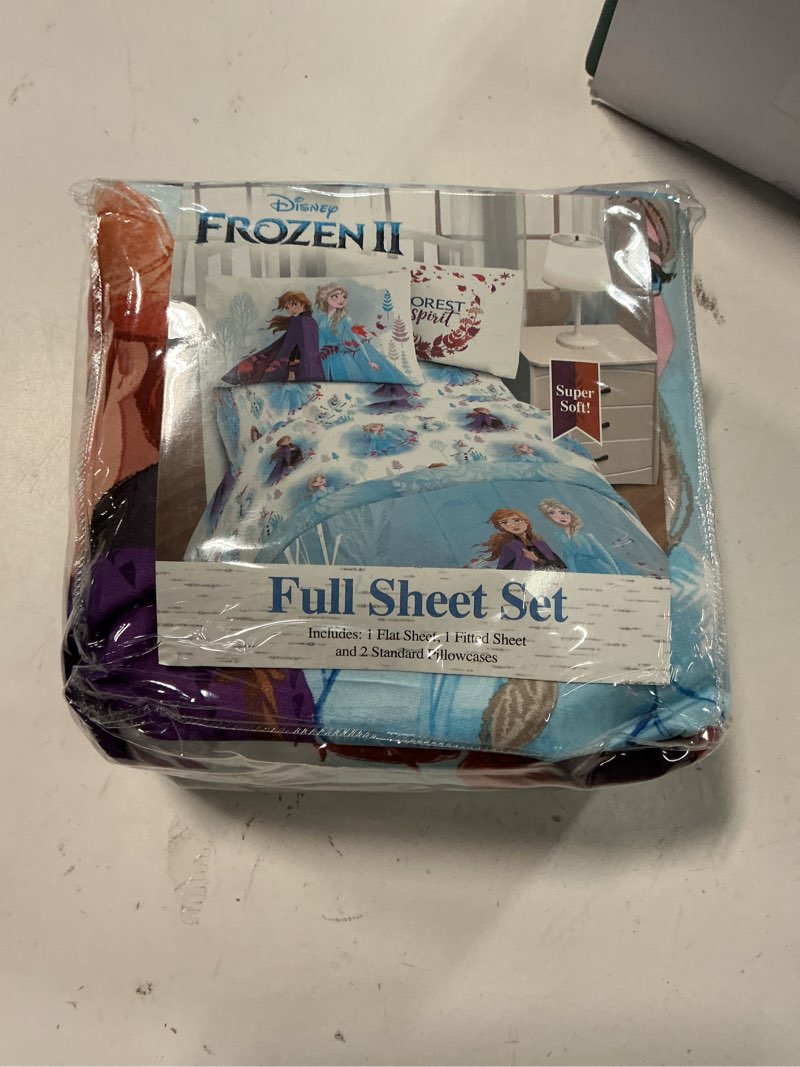 Disney
FROZEN II
OREST
Spirit
Super
Soft!
Full Sheet Set
Includes: 1 Flat Sheet, 1 Fitted Sheet
and 2 Standard Pillowcases